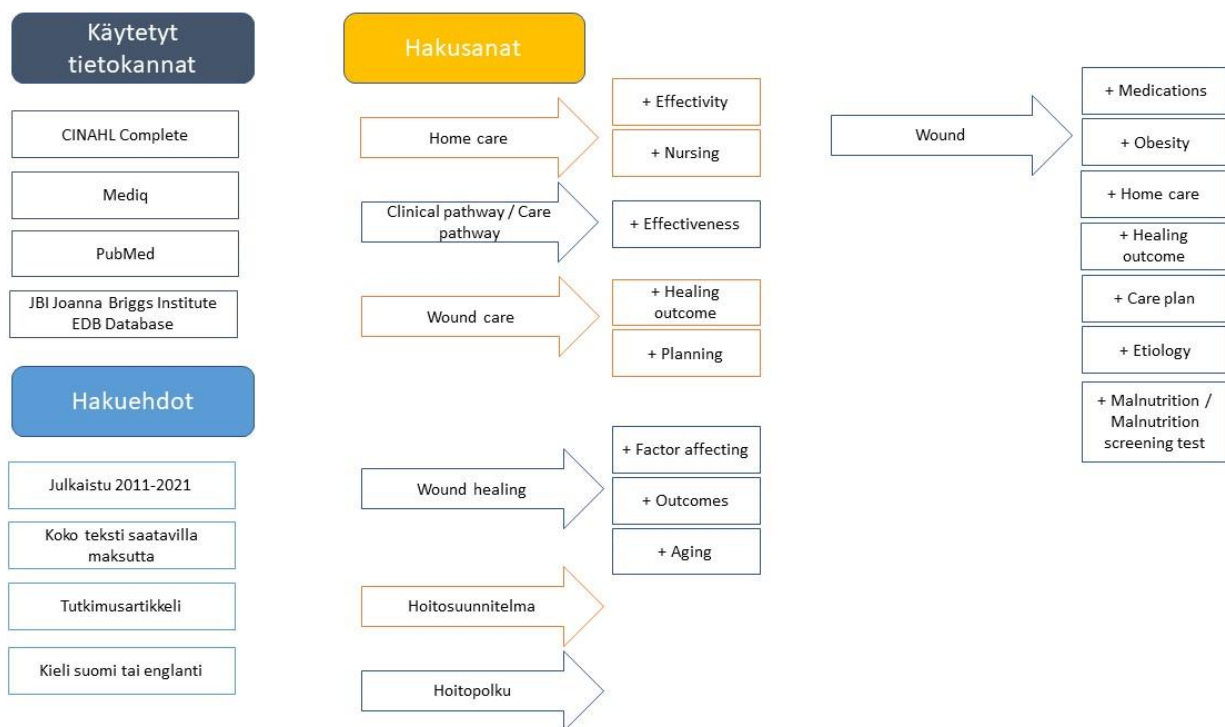 Käytetyt
tietokannat
CINAHL Complete
Mediq
PubMed
JBI Joanna Briggs Institute
EDB Database
Hakuehdot
Julkaistu 2011-2021
Koko teksti saatavilla
maksutta
Tutkimusartikkeli
Kieli suomi tai englanti
Hakusanat
Home care
+ Effectivity
+ Nursing
Clinical pathway / Care
pathway
+ Effectiveness
Wound care
+ Healing
outcome
+ Planning
Wound healing
+ Factor affecting
+ Outcomes
+ Aging
Hoitosuunnitelma
Hoitopolku
Wound
+ Medications
+ Obesity
+ Home care
+ Healing
outcome
+ Care plan
+ Etiology
+ Malnutrition /
Malnutrition
screening test